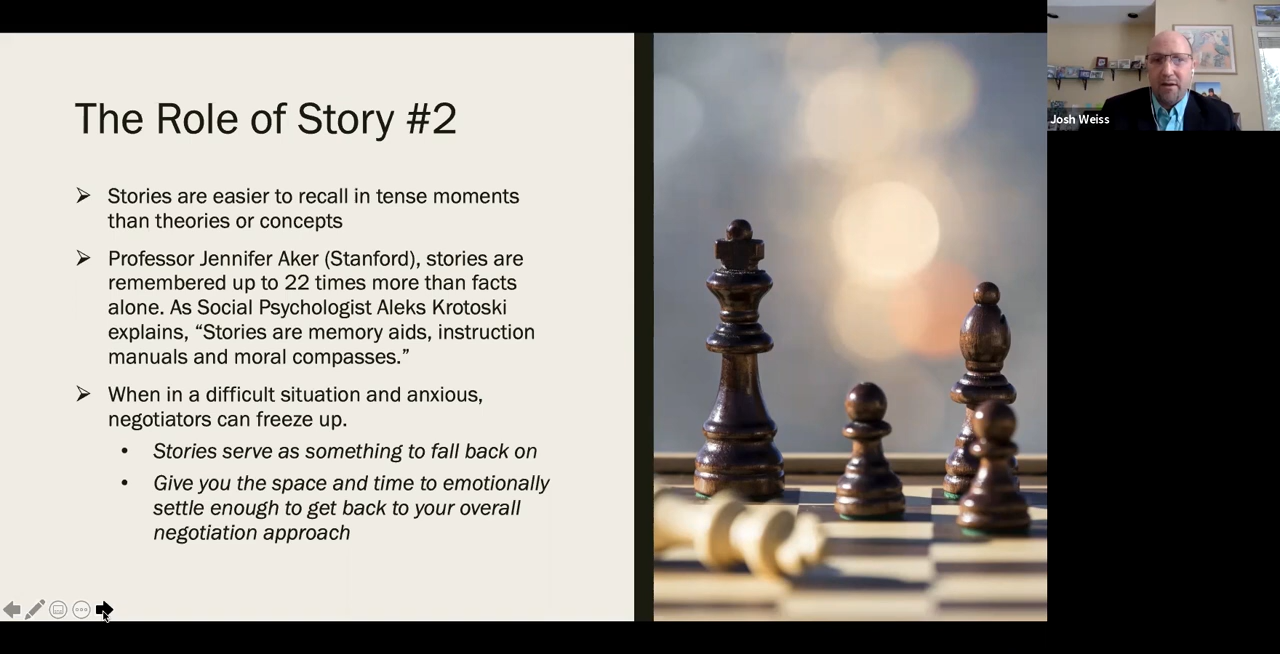 The Role of Story #2
Stories are easier to recall in tense moments
than theories or concepts
Professor Jennifer Aker (Stanford), stories are
remembered up to 22 times more than facts
alone. As Social Psychologist Aleks Krotoski
explains, “Stories are memory aids, instruction
manuals and moral compasses.”
When in a difficult situation and anxious,
negotiators can freeze up.
Stories serve as something to fall back on
Give you the space and time to emotionally
settle enough to get back to your overall
negotiation approach
Josh Weiss